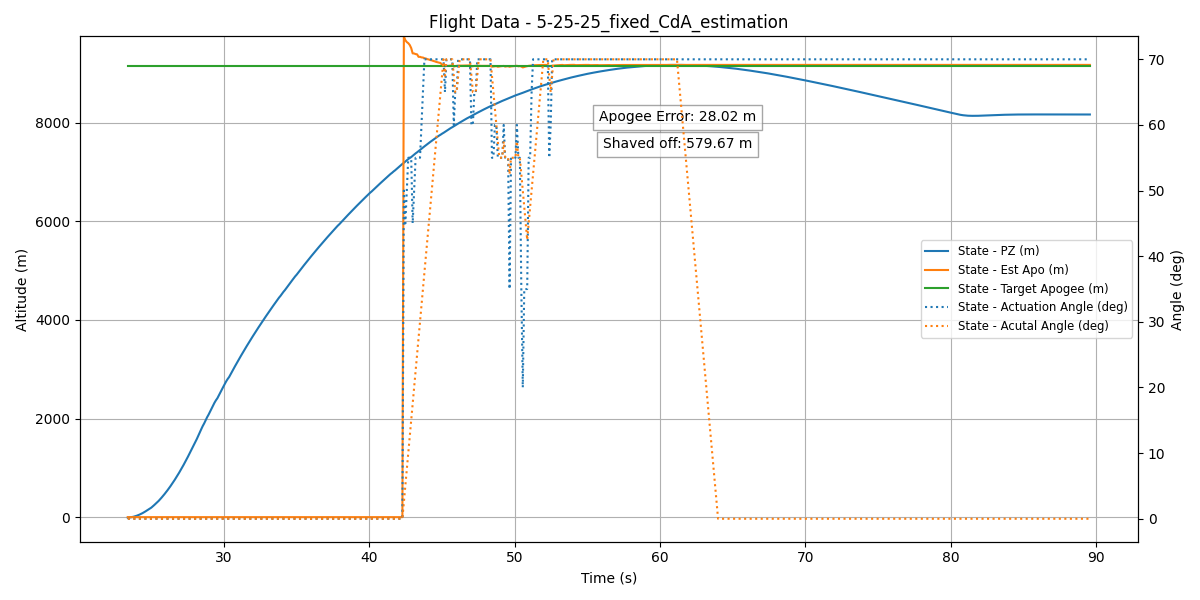 Flight Data - 5-25-25_fixed_CdA_estimation
Altitude (m)
8000
6000
4000
2000
0
Apogee Error: 28.02 m
Shaved off: 579.67 m
State - PZ (m)
State - Est Apo (m)
State - Target Apogee (m)
State - Actuation Angle (deg)
State - Acutal Angle (deg)
70
60
50
40
30
20
10
0
Angle (deg)
30 40 50 60 70 80 90
Time (s)